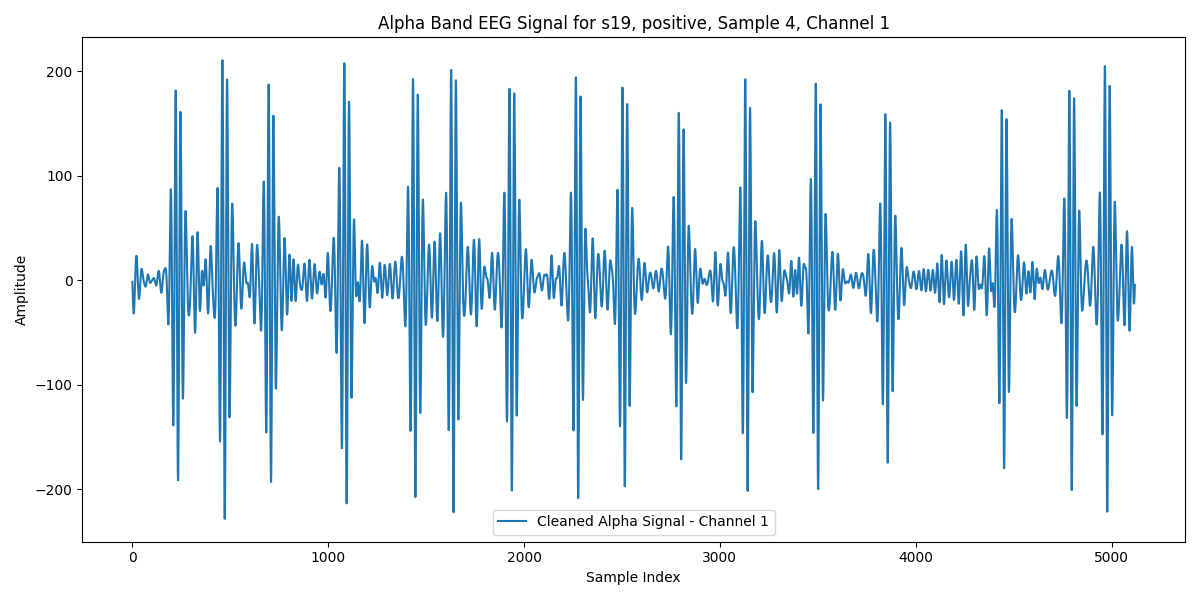 Alpha Band EEG Signal for s19, positive, Sample 4, Channel 1
200
100
0
−100
−200
Amplitude
Cleaned Alpha Signal - Channel 1
0 1000 2000 3000 4000 5000
Sample Index